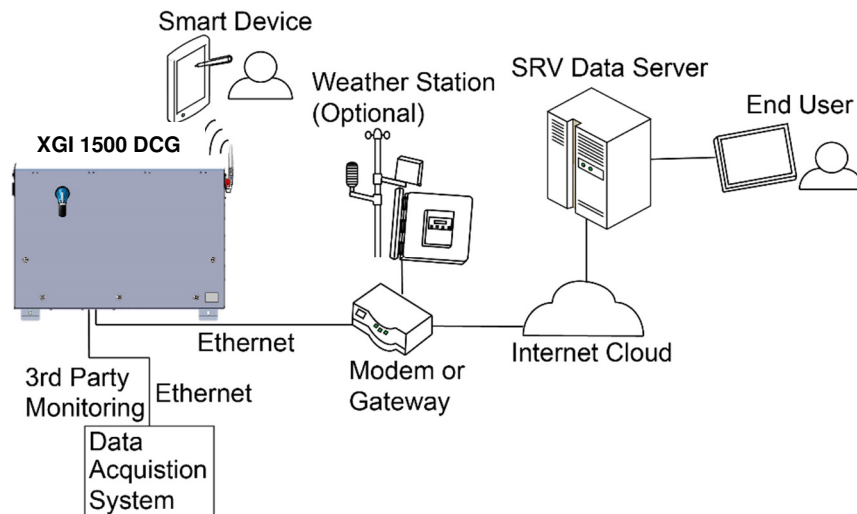 Smart Device
XGI 1500 DCG
Weather Station
(Optional)
SRV Data Server
End User
Ethernet
Modem or
Gateway
Internet Cloud
3rd Party
Monitoring
Ethernet
Data
Acquistion
System